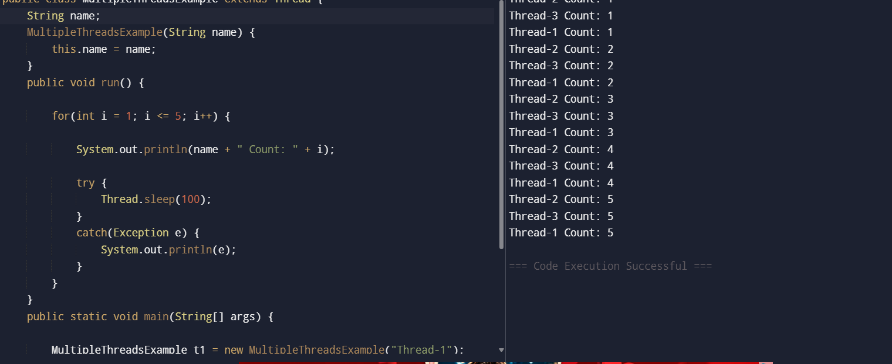 public class MultipleThreadsExample extends Thread {
String name;
MultipleThreadsExample(String name) {
this.name = name;
}
public void run() {
for(int i = 1; i <= 5; i++) {
System.out.println(name + " Count: " + i);
try {
Thread.sleep(100);
}
catch(Exception e) {
System.out.println(e);
}
}
}
public static void main(String[] args) {
MultipleThreadsExample t1 = new MultipleThreadsExample("Thread-1");
Thread-2 Count: 1
Thread-3 Count: 1
Thread-1 Count: 1
Thread-2 Count: 2
Thread-3 Count: 2
Thread-1 Count: 2
Thread-2 Count: 3
Thread-3 Count: 3
Thread-1 Count: 3
Thread-2 Count: 4
Thread-3 Count: 4
Thread-1 Count: 4
Thread-2 Count: 5
Thread-3 Count: 5
Thread-1 Count: 5
=== Code Execution Successful ===